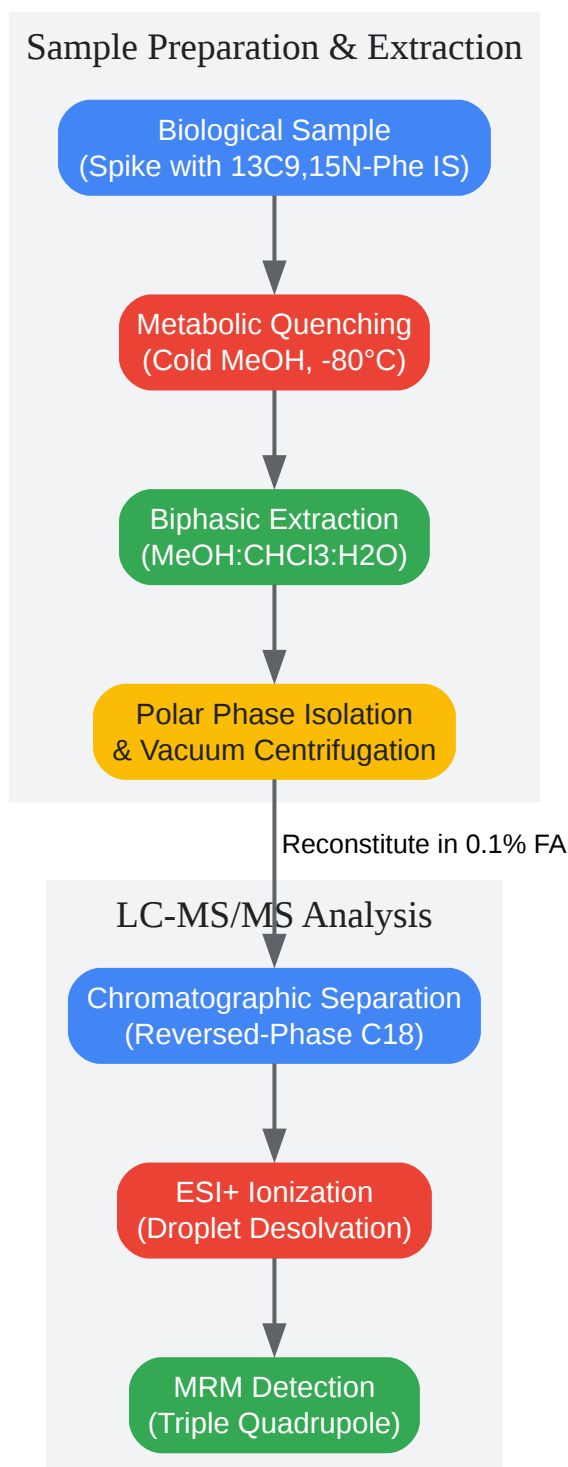 Sample Preparation & Extraction
Biological Sample
(Spike with 13C9,15N-Phe IS)
Metabolic Quenching
(Cold MeOH, -80°C)
Biphasic Extraction
(MeOH:CHCl3:H2O)
Polar Phase Isolation
& Vacuum Centrifugation
Reconstitute in 0.1% FA
LC-MS/MS Analysis
Chromatographic Separation
(Reversed-Phase C18)
ESI+ Ionization
(Droplet Desolvation)
MRM Detection
(Triple Quadrupole)